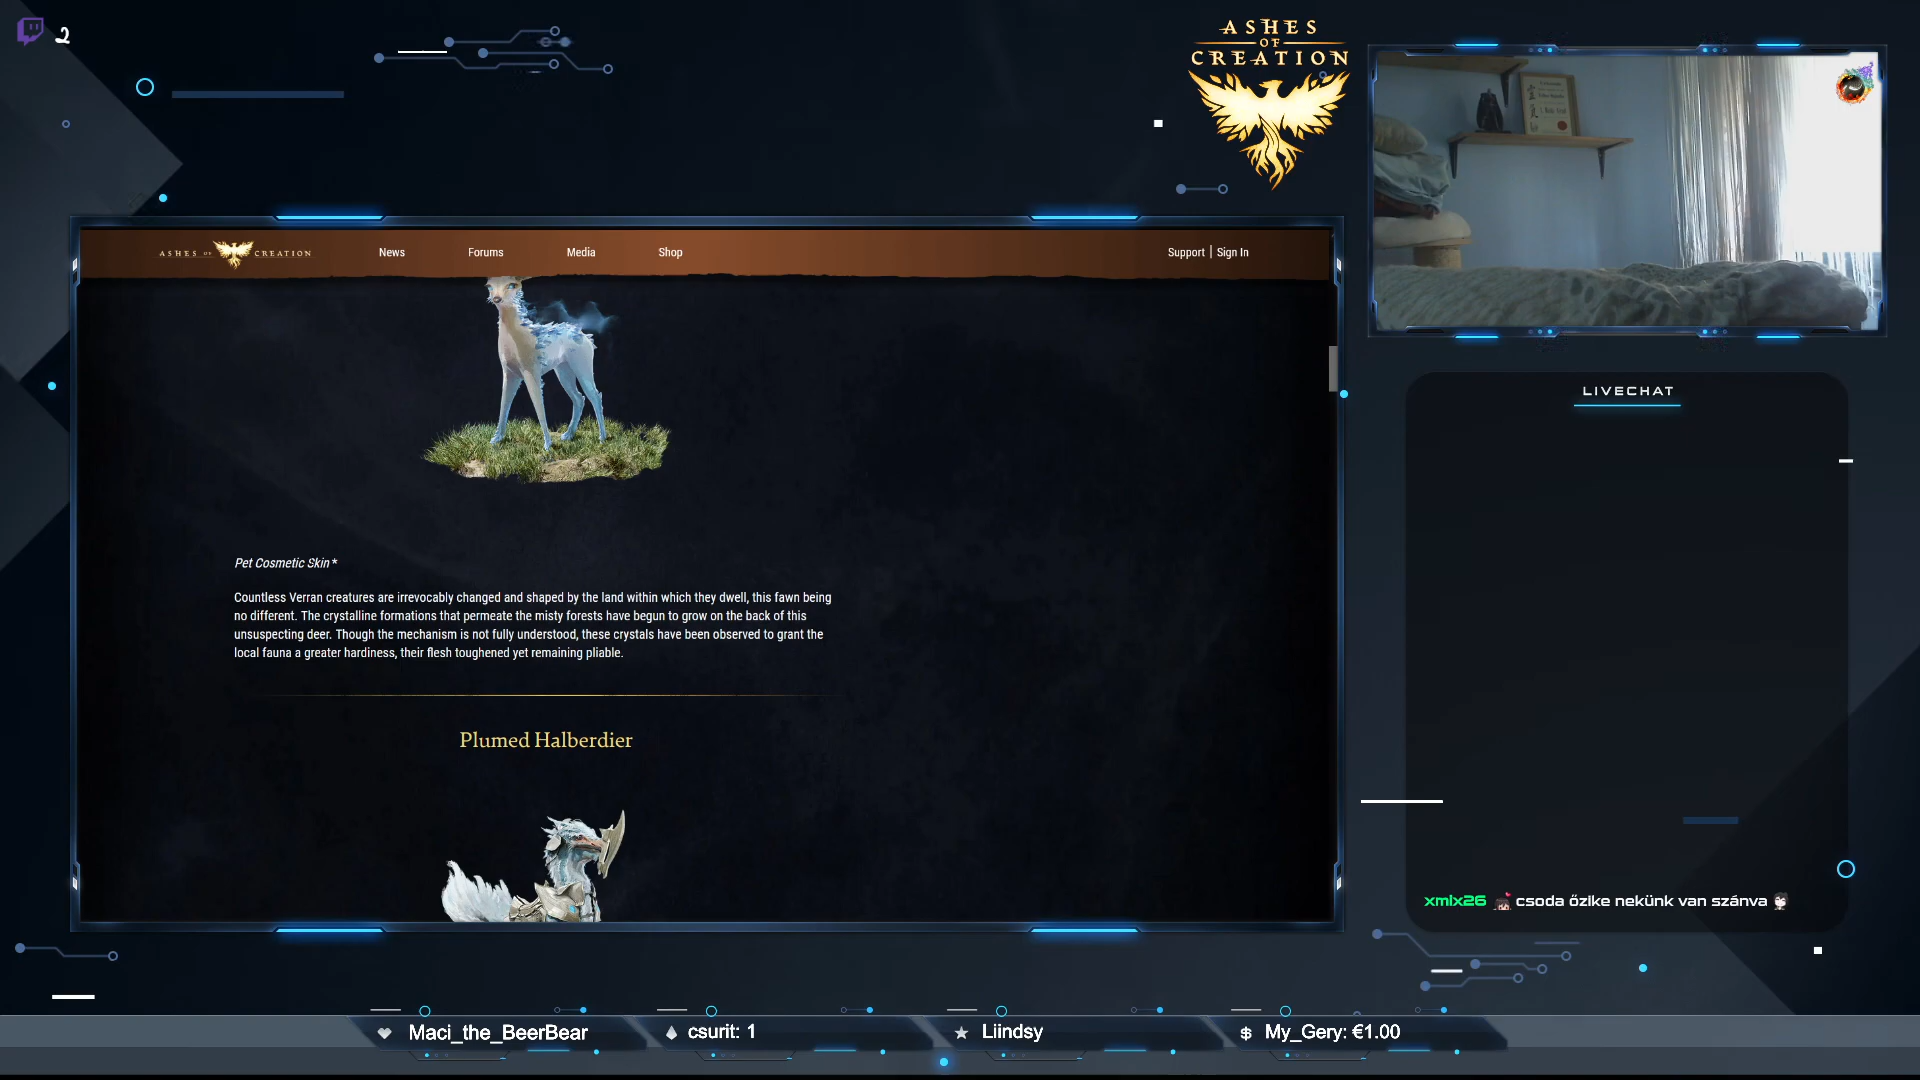 2
ASHES
OF
CREATION
ASHES OF CREATION
News
Forums
Media
Shop
Support | Sign In
LIVECHAT
Pet Cosmetic Skin *
Countless Verran creatures are irrevocably changed and shaped by the land within which they dwell, this fawn being
no different. The crystalline formations that permeate the misty forests have begun to grow on the back of this
unsuspecting deer. Though the mechanism is not fully understood, these crystals have been observed to grant the
local fauna a greater hardiness, their flesh toughened yet remaining pliable.
Plumed Halberdier
xmlx26 csoda őzike nekünk van szánva
Maci_the_BeerBear
csurit: 1
Liindsy
$ My_Gery: €1.00